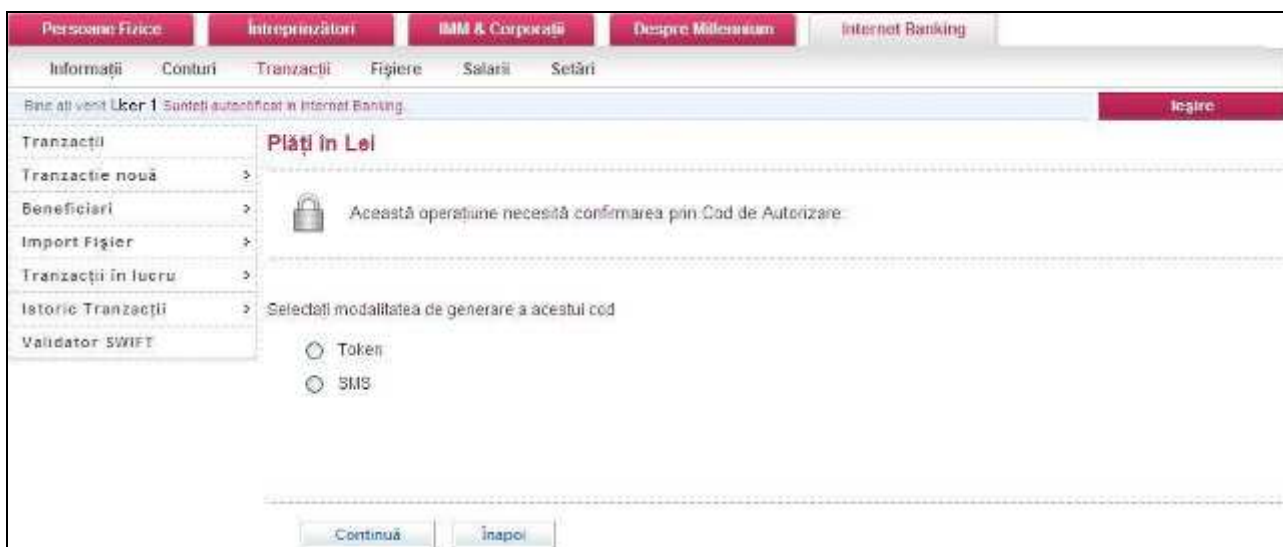 Persoane Fizice Întreprinzători IMM & Corporații Despre Millennium Internet Banking
Informații Conturi Tranzacții Fișiere Salarii Setări
Bine ați venit User 1 Sunteți autentificat in Internet Banking. Ieșire
Tranzacții
Tranzactie nouă
Beneficiari
Import Fișier
Tranzacții în lucru
Istoric Tranzacții
Validator SWIFT
Plăți în Lei
Această operațiune necesită confirmarea prin Cod de Autorizare.
Selectati modalitatea de generare a acestui cod
Token
SMS
Continuă Înapoi